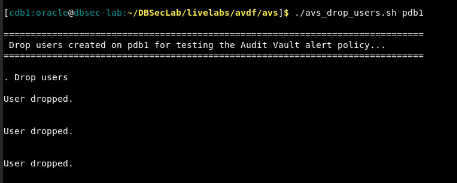 [cdb1:oracle@dbsec-lab:~/DBSecLab/livelabs/avdf/avs]$ ./avs_drop_users.sh pdb1
==============================================================================
Drop users created on pdb1 for testing the Audit Vault alert policy...
==============================================================================
. Drop users
User dropped.
User dropped.
User dropped.